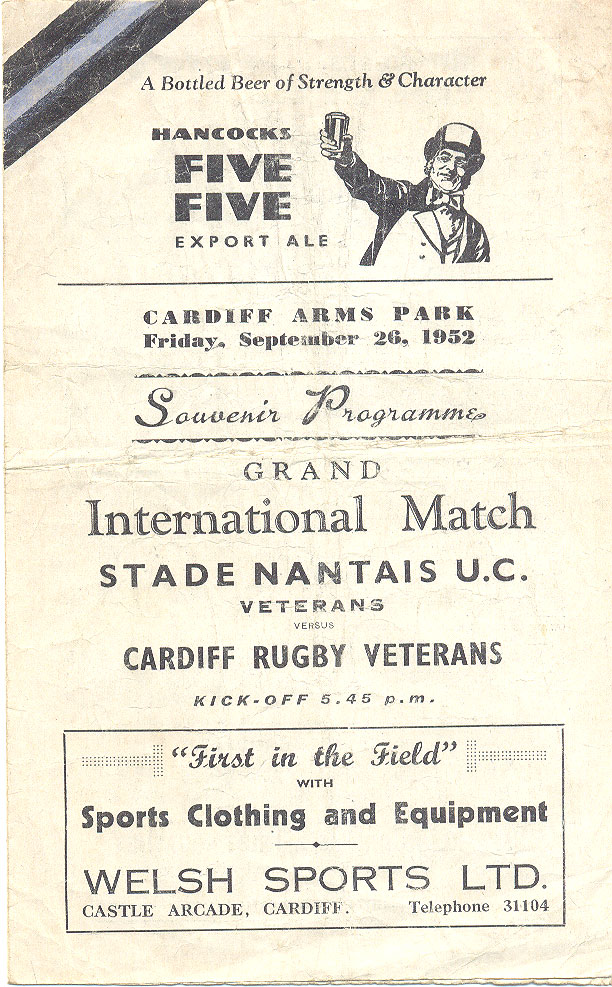 A Bottled Beer of Strength & Character
HANCOCKS
FIVE
FIVE
EXPORT ALE
CARDIFF ARMS PARK
Friday, September 26, 1952
Souvenir Programme
GRAND
International Match
STADE NANTAIS U.C.
VETERANS
VERSUS
CARDIFF RUGBY VETERANS
KICK-OFF 5.45 p.m.
"First in the Field"
WITH
Sports Clothing and Equipment
WELSH SPORTS LTD.
CASTLE ARCADE, CARDIFF. Telephone 31104